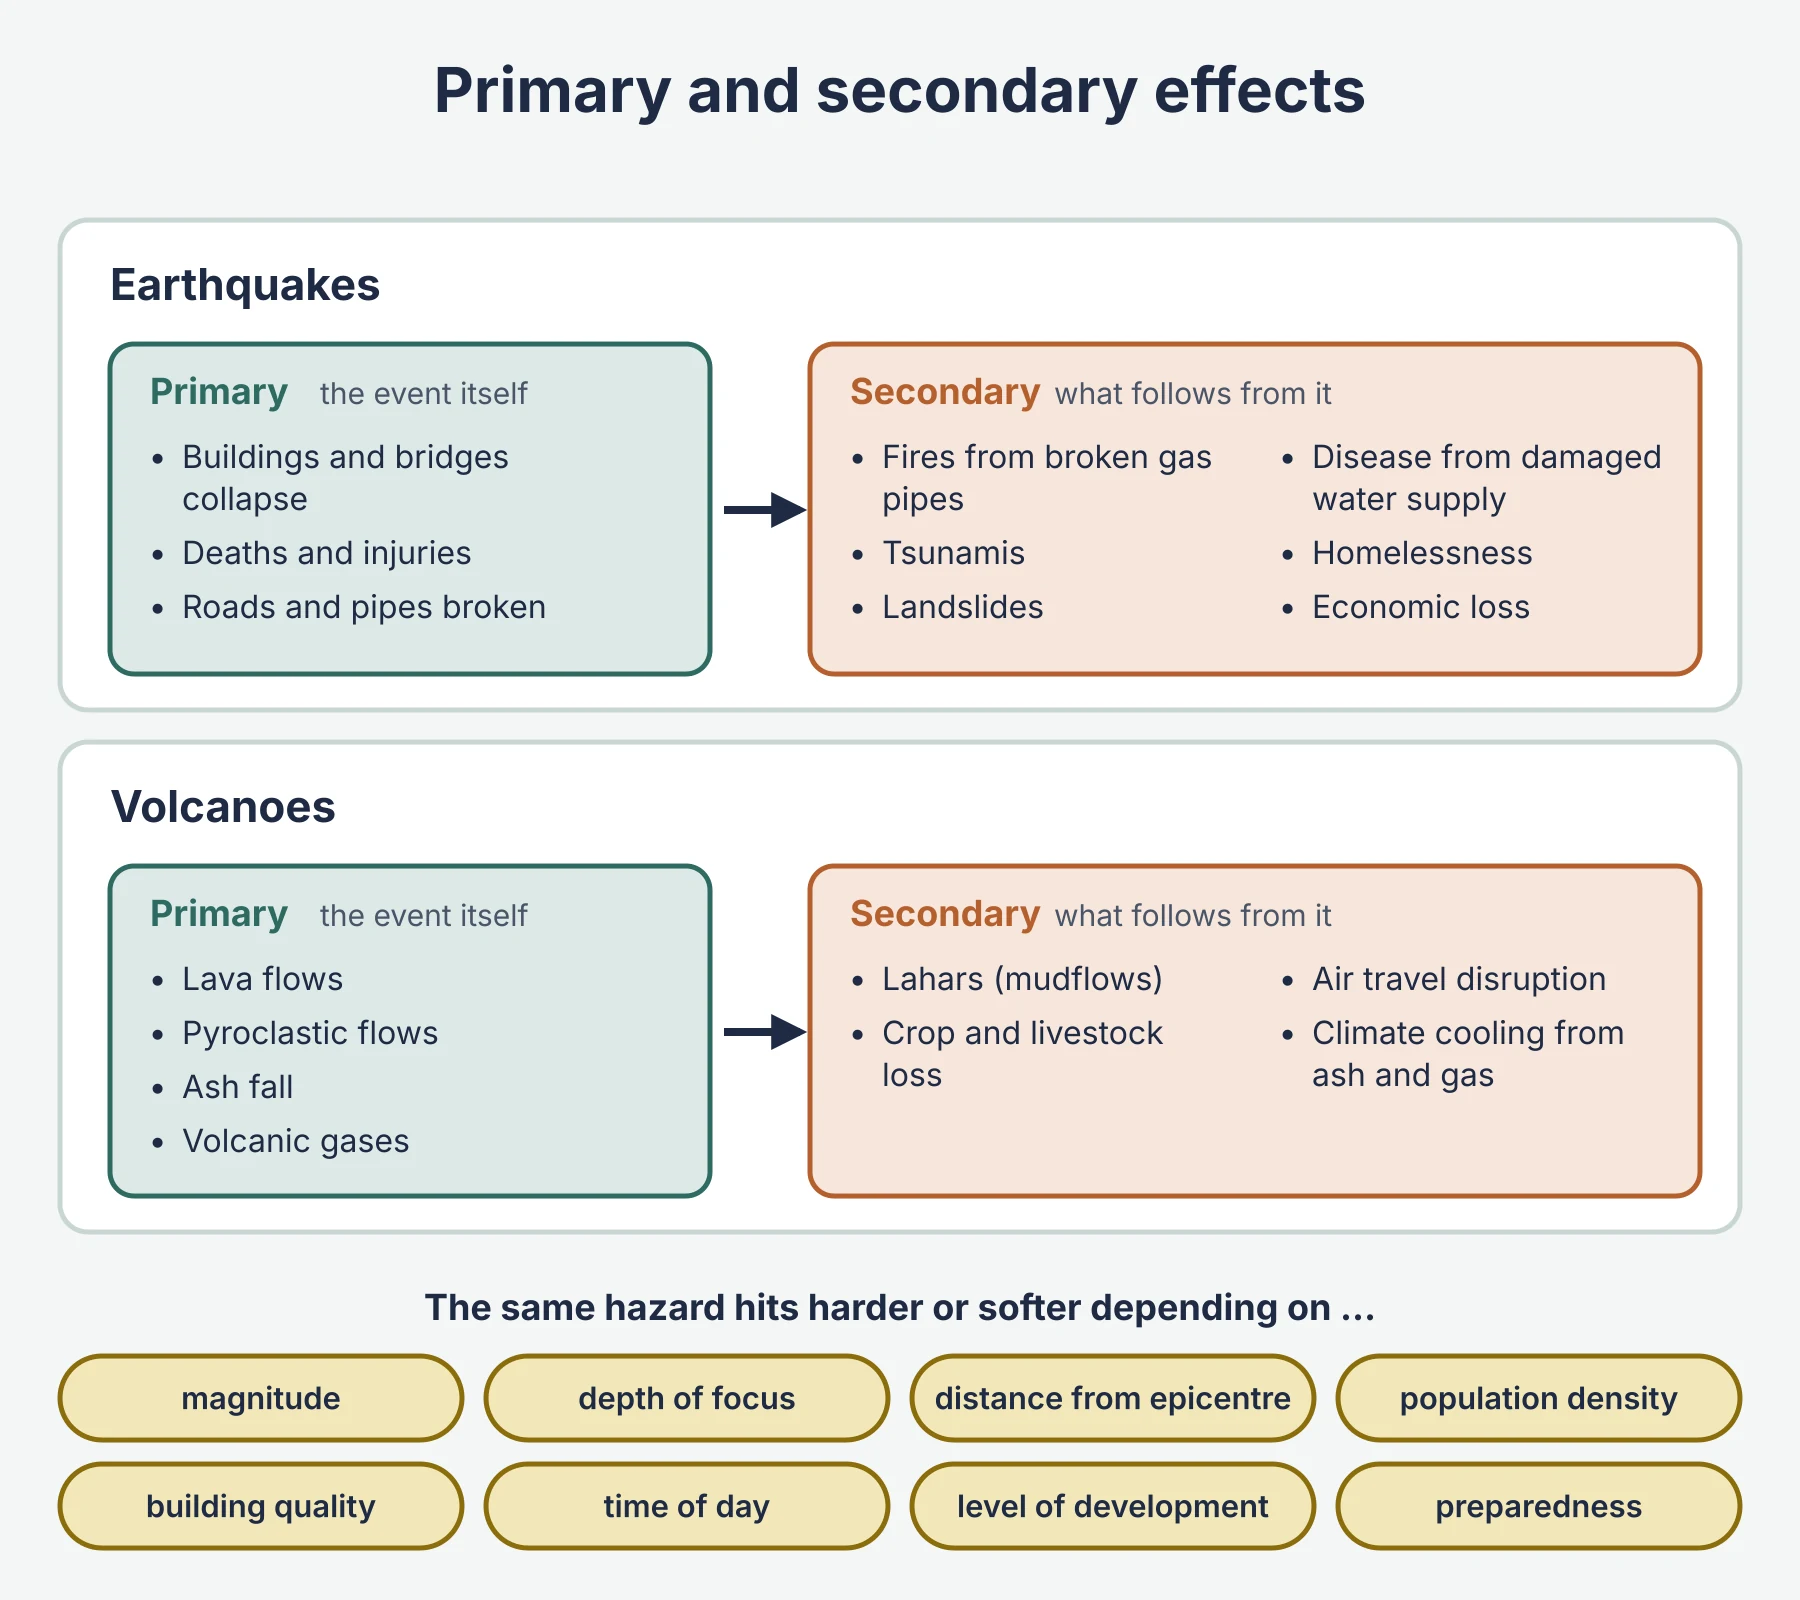 Primary and secondary effects
Earthquakes
Primary the event itself
• Buildings and bridges
collapse
• Deaths and injuries
• Roads and pipes broken
Secondary what follows from it
• Fires from broken gas
pipes
• Tsunamis
• Landslides
• Disease from damaged
water supply
• Homelessness
• Economic loss
Volcanoes
Primary the event itself
• Lava flows
• Pyroclastic flows
• Ash fall
• Volcanic gases
Secondary what follows from it
• Lahars (mudflows)
• Crop and livestock
loss
• Air travel disruption
• Climate cooling from
ash and gas
The same hazard hits harder or softer depending on …
magnitude
depth of focus
distance from epicentre
population density
building quality
time of day
level of development
preparedness